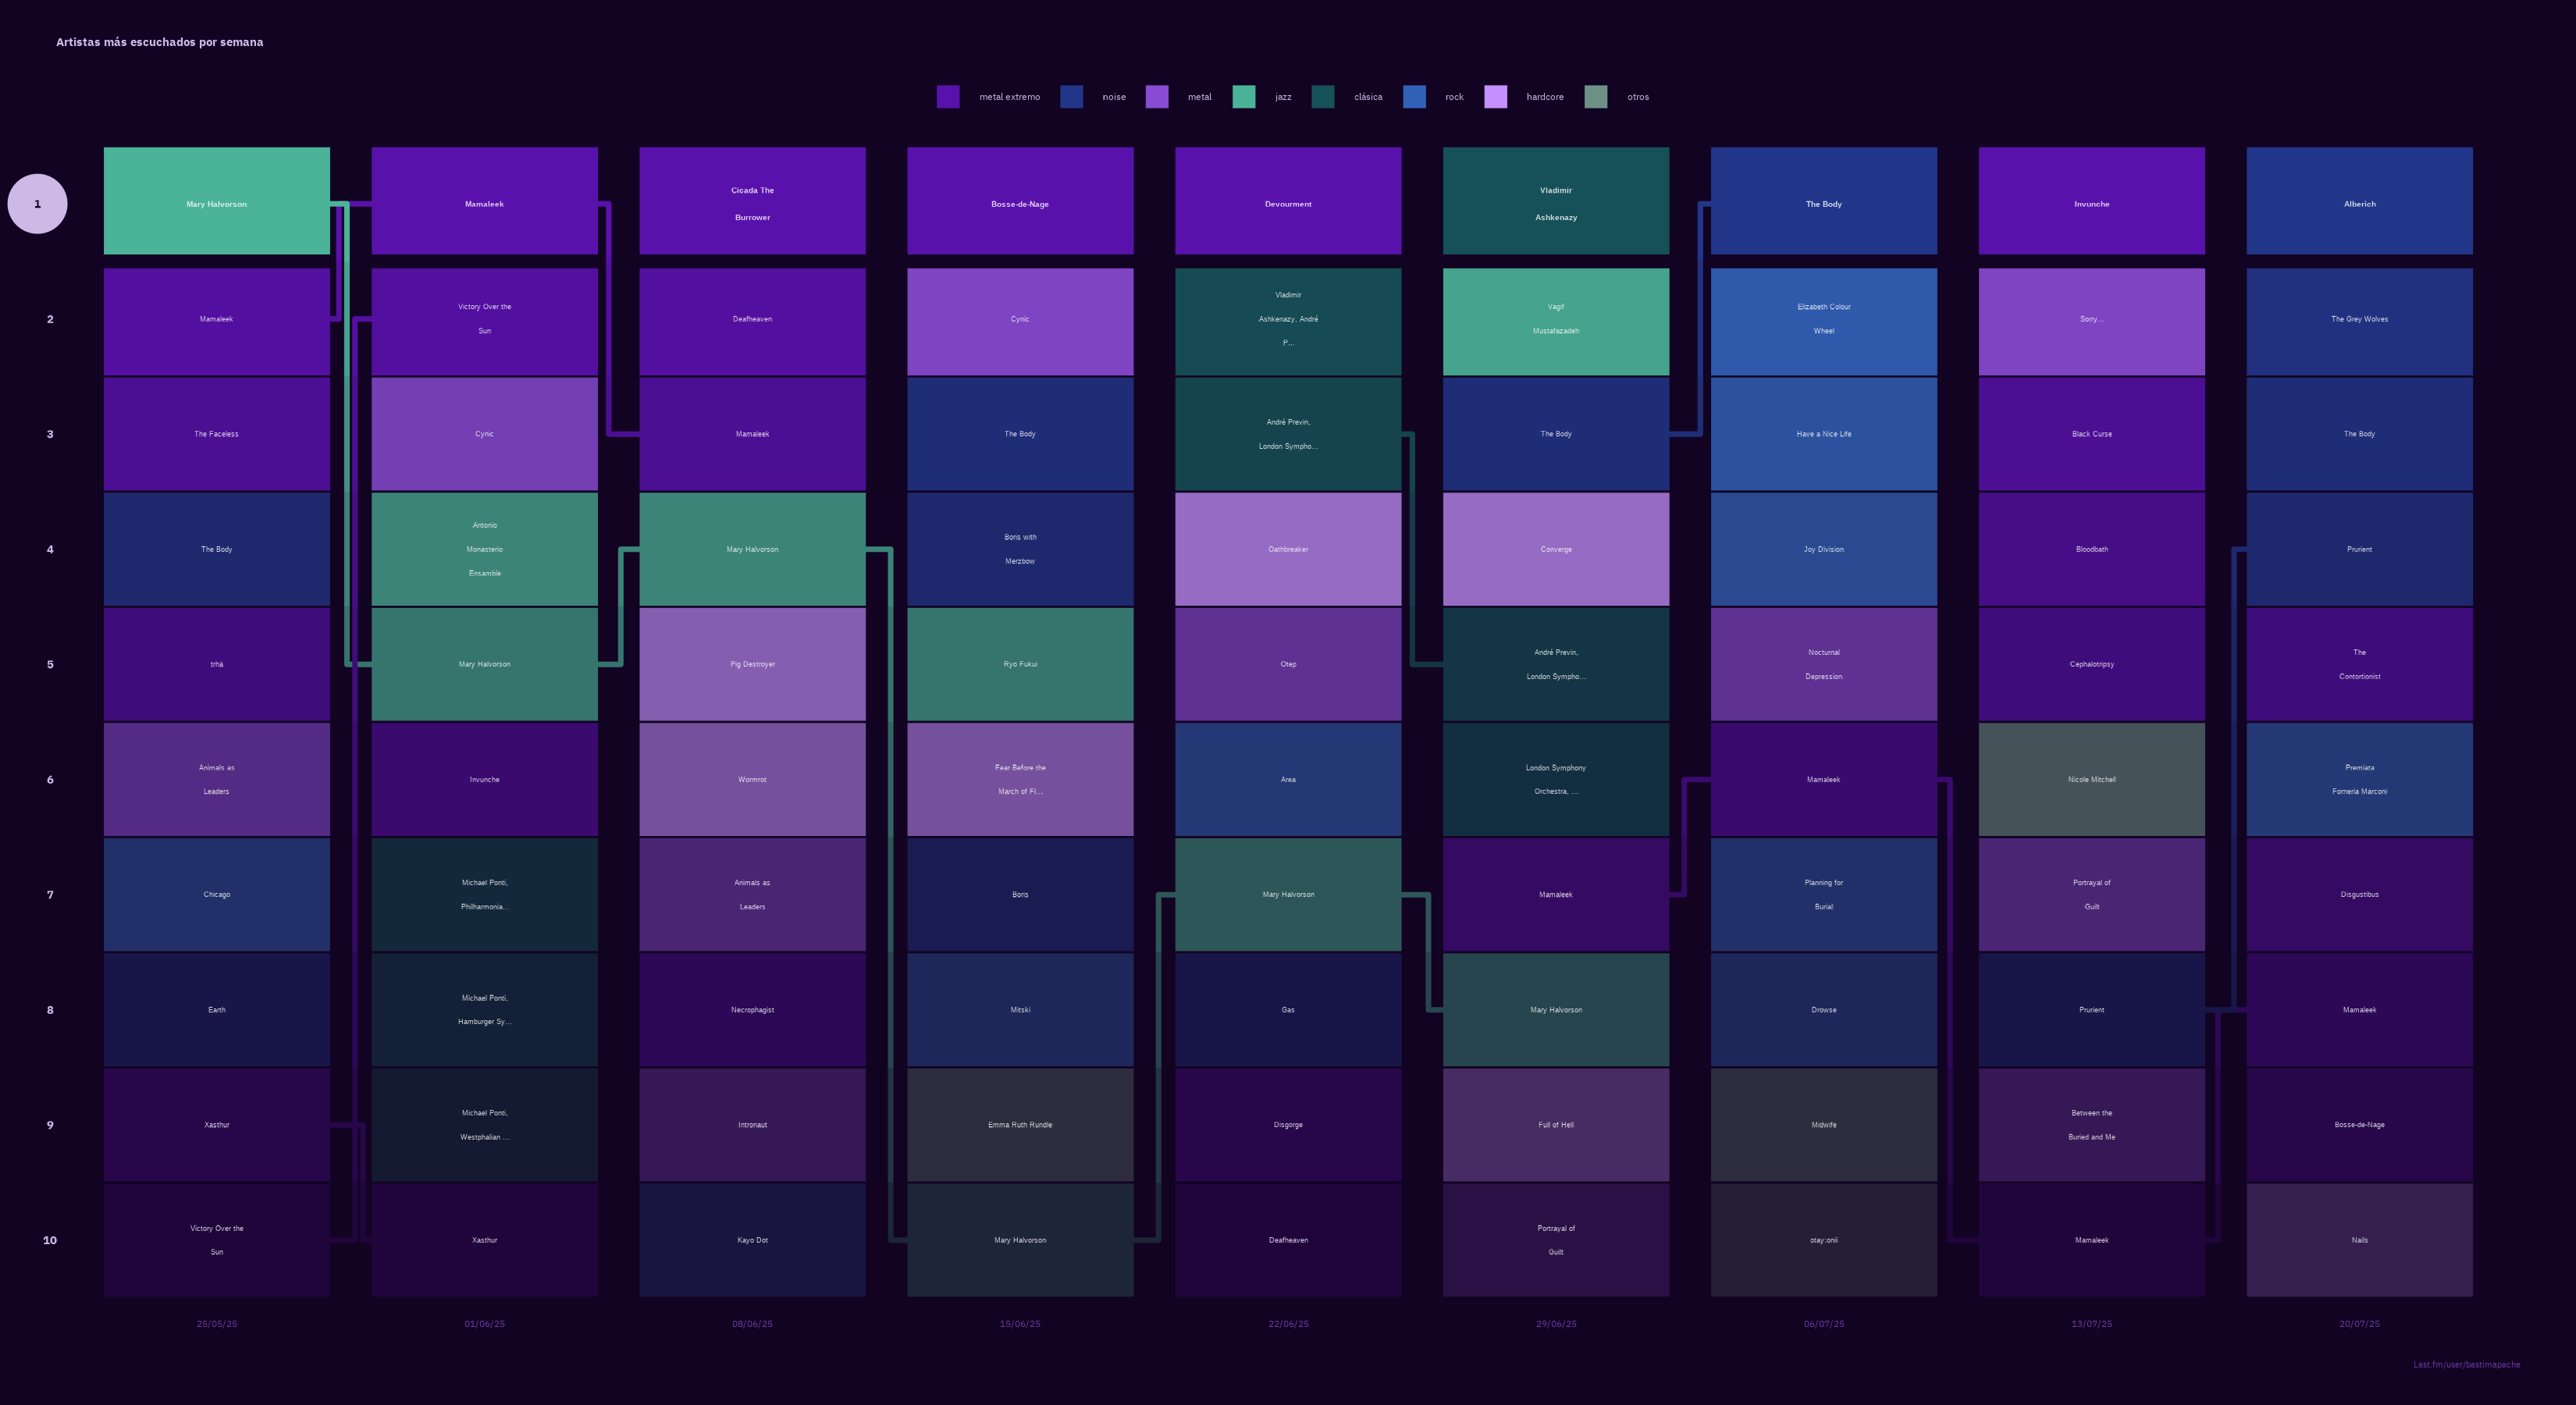 Artistas más escuchados por semana
metal extremo noise metal jazz clásica rock hardcore otros
1
Mary Halvorson
Mamaleek
Cicada The
Burrower
Bosse-de-Nage
Devourment
Vladimir
Ashkenazy
The Body
Invunche
Alberich
2
Mamaleek
Victory Over the
Sun
Deafheaven
Cynic
Vladimir
Ashkenazy, André
P...
Vagif
Mustafazadeh
Elizabeth Colour
Wheel
Sorry...
The Grey Wolves
3
The Faceless
Cynic
Mamaleek
The Body
André Previn,
London Sympho...
The Body
Have a Nice Life
Black Curse
The Body
4
The Body
Antonio
Monasterio
Ensamble
Mary Halvorson
Boris with
Merzbow
Oathbreaker
Converge
Joy Division
Bloodbath
Prurient
5
trhä
Mary Halvorson
Pig Destroyer
Ryo Fukui
Otep
André Previn,
London Sympho...
Nocturnal
Depression
Cephalotripsy
The
Contortionist
6
Animals as
Leaders
Invunche
Wormrot
Fear Before the
March of Fl...
Area
London Symphony
Orchestra, ...
Mamaleek
Nicole Mitchell
Premiata
Forneria Marconi
7
Chicago
Michael Ponti,
Philharmonia...
Animals as
Leaders
Boris
Mary Halvorson
Mamaleek
Planning for
Burial
Portrayal of
Guilt
Disgustibus
8
Earth
Michael Ponti,
Hamburger Sy...
Necrophagist
Mitski
Gas
Mary Halvorson
Drowse
Prurient
Mamaleek
9
Xasthur
Michael Ponti,
Westphalian ...
Intronaut
Emma Ruth Rundle
Disgorge
Full of Hell
Midwife
Between the
Buried and Me
Bosse-de-Nage
10
Victory Over the
Sun
Xasthur
Kayo Dot
Mary Halvorson
Deafheaven
Portrayal of
Guilt
otay:onii
Mamaleek
Nails
25/05/25 01/06/25 08/06/25 15/06/25 22/06/25 29/06/25 06/07/25 13/07/25 20/07/25
Last.fm/user/bastimapache